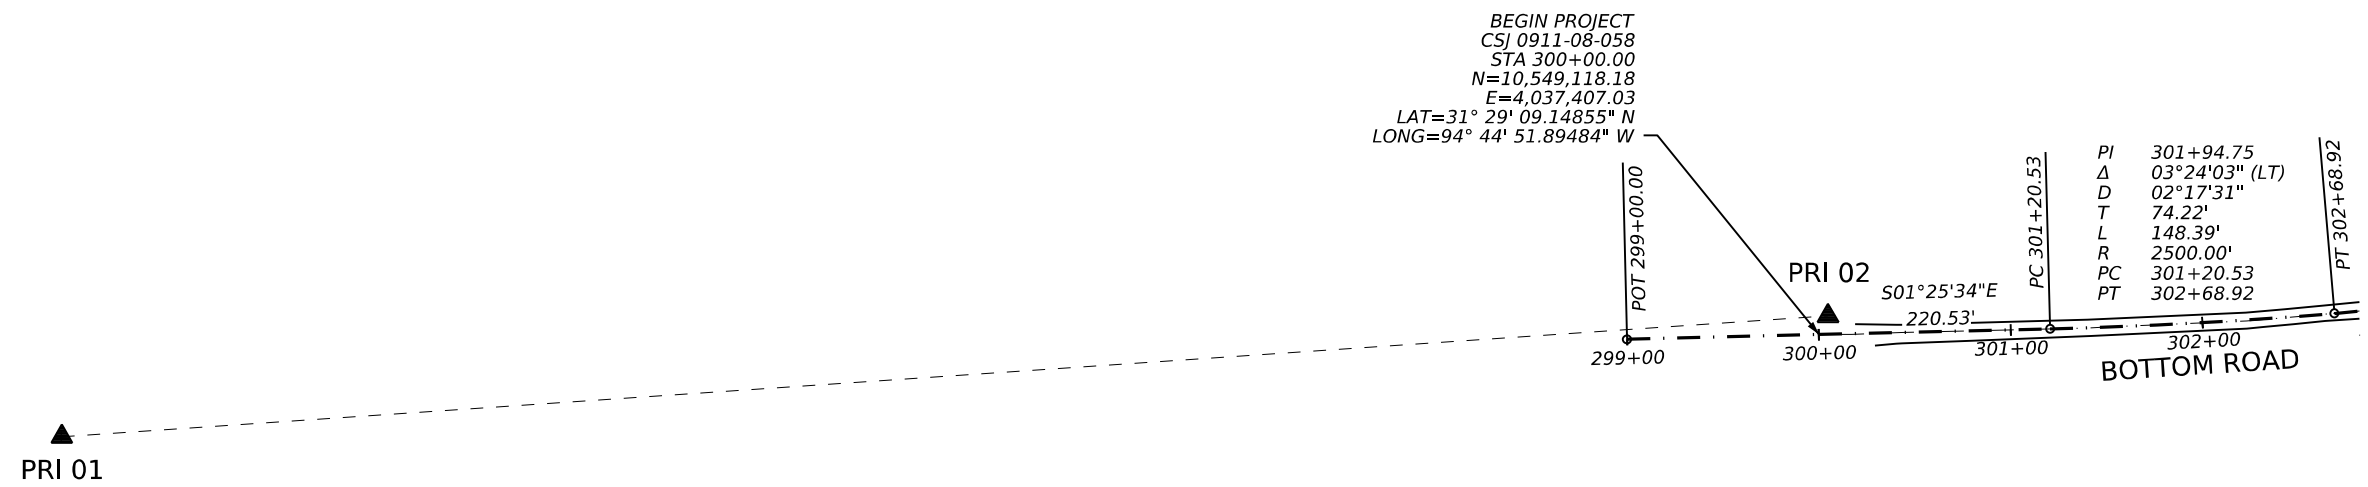 BEGIN PROJECT
CSJ 0911-08-058
STA 300+00.00
N=10,549,118.18
E=4,037,407.03
LAT=31° 29' 09.14855" N
LONG=94° 44' 51.89484" W
POT 299+00.00
PRI 02
S01°25'34"E
220.53'
PC 301+20.53
PI 301+94.75
Δ 03°24'03" (LT)
D 02°17'31"
T 74.22'
L 148.39'
R 2500.00'
PC 301+20.53
PT 302+68.92
PT 302+68.92
299+00
300+00
301+00
302+00
BOTTOM ROAD
PRI 01